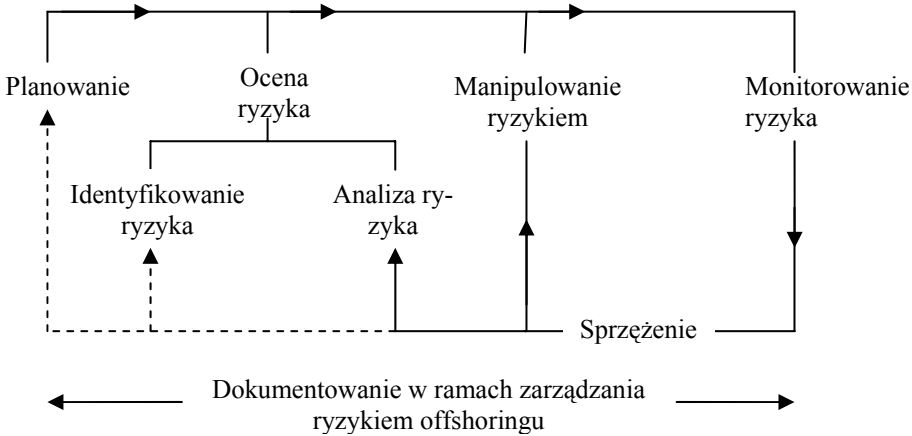 Planowanie
Ocena
ryzyka
Manipulowanie
ryzykiem
Monitorowanie
ryzyka
Identyfikowanie
ryzyka
Analiza ry-
zyka
Sprzężenie
Dokumentowanie w ramach zarządzania
ryzykiem offshoringu